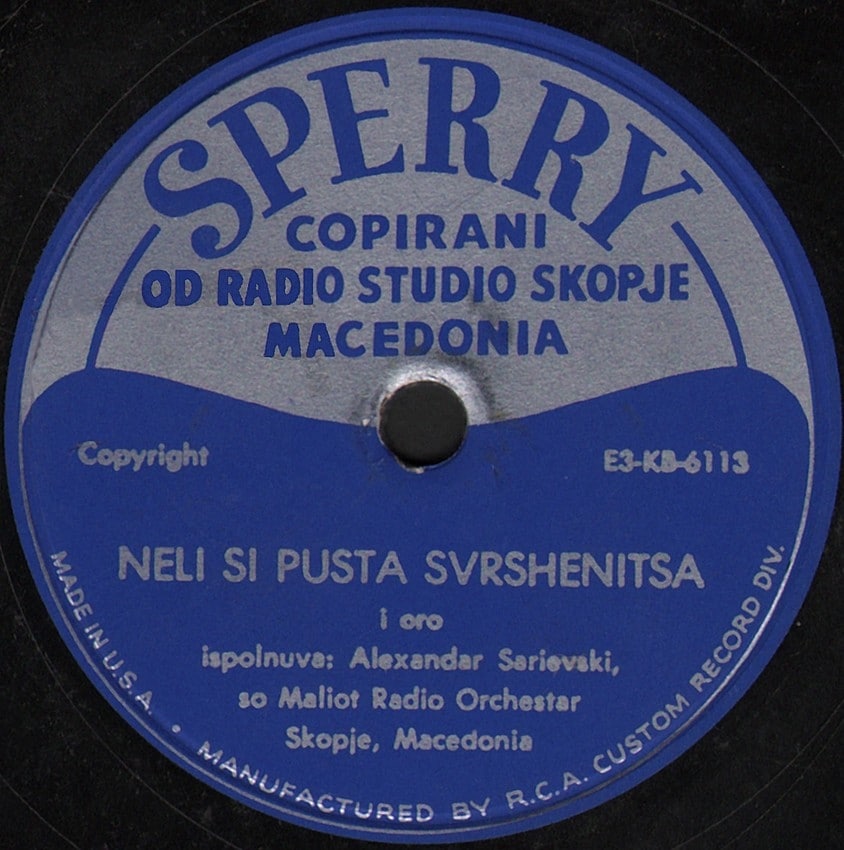 SPERRY
COPIRANI
OD RADIO STUDIO SKOPJE
MACEDONIA
Copyright
E3-KB-6113
NELI SI PUSTA SVRSHENITSA
i oro
ispolnuva: Alexandar Sarievski,
so Maliot Radio Orchestar
Skopje, Macedonia
MADE IN U.S.A. • MANUFACTURED BY R.C.A. CUSTOM RECORD DIV.